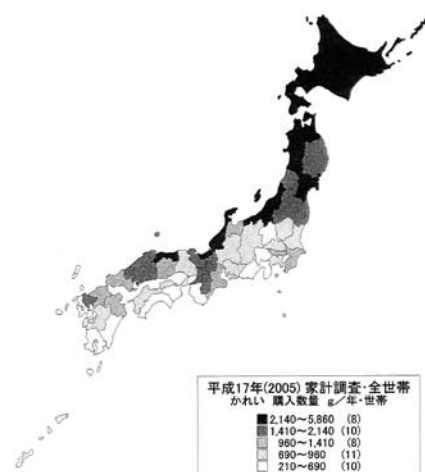 平成17年(2005) 家計調査・全世帯
かれい 購入数量 g/年・世帯
2,140～5,860 (8)
1,410～2,140 (10)
960～1,410 (8)
690～960 (11)
210～690 (10)